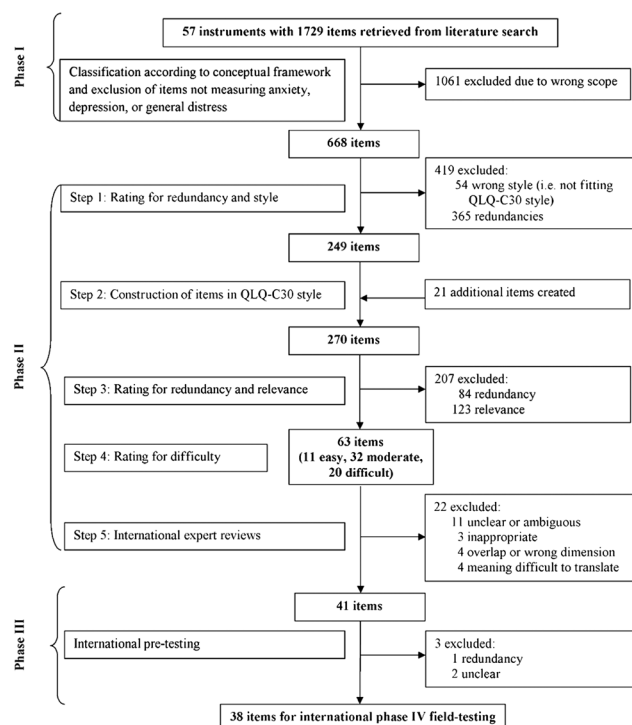 57 instruments with 1729 items retrieved from literature search
Phase I
Classification according to conceptual framework
and exclusion of items not measuring anxiety,
depression, or general distress
1061 excluded due to wrong scope
668 items
Phase II
Step 1: Rating for redundancy and style
419 excluded:
54 wrong style (i.e. not fitting
QLQ-C30 style)
365 redundancies
249 items
Step 2: Construction of items in QLQ-C30 style
21 additional items created
270 items
Step 3: Rating for redundancy and relevance
207 excluded:
84 redundancy
123 relevance
63 items
(11 easy, 32 moderate,
20 difficult)
Step 4: Rating for difficulty
Step 5: International expert reviews
22 excluded:
11 unclear or ambiguous
3 inappropriate
4 overlap or wrong dimension
4 meaning difficult to translate
41 items
Phase III
International pre-testing
3 excluded:
1 redundancy
2 unclear
38 items for international phase IV field-testing